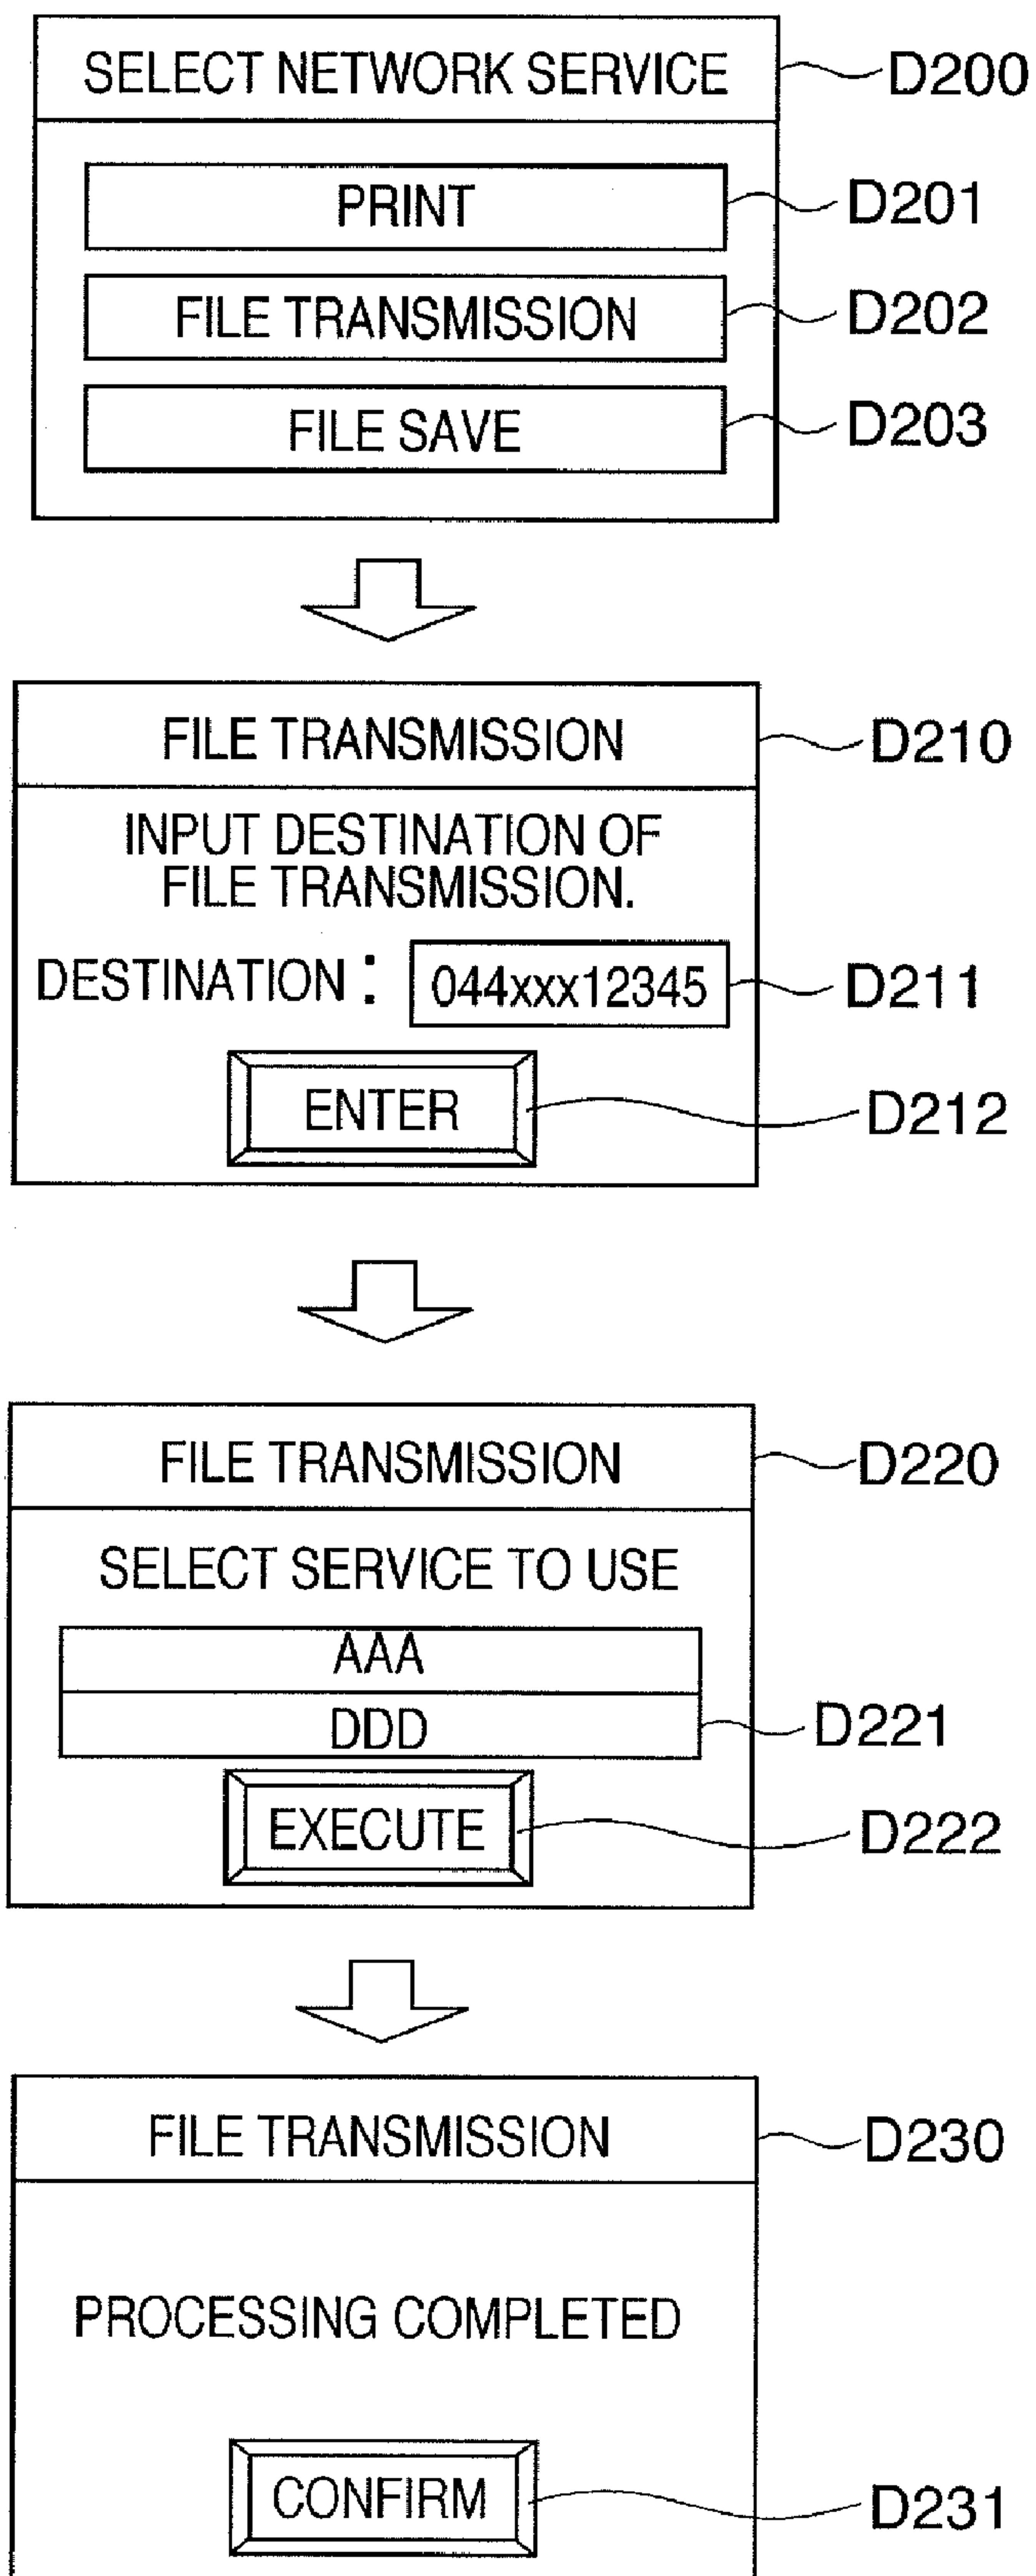 SELECT NETWORK SERVICE D200
PRINT D201
FILE TRANSMISSION D202
FILE SAVE D203
FILE TRANSMISSION D210
INPUT DESTINATION OF
FILE TRANSMISSION.
DESTINATION : 044xxx12345 D211
ENTER D212
FILE TRANSMISSION D220
SELECT SERVICE TO USE
AAA
DDD D221
EXECUTE D222
FILE TRANSMISSION D230
PROCESSING COMPLETED
CONFIRM D231